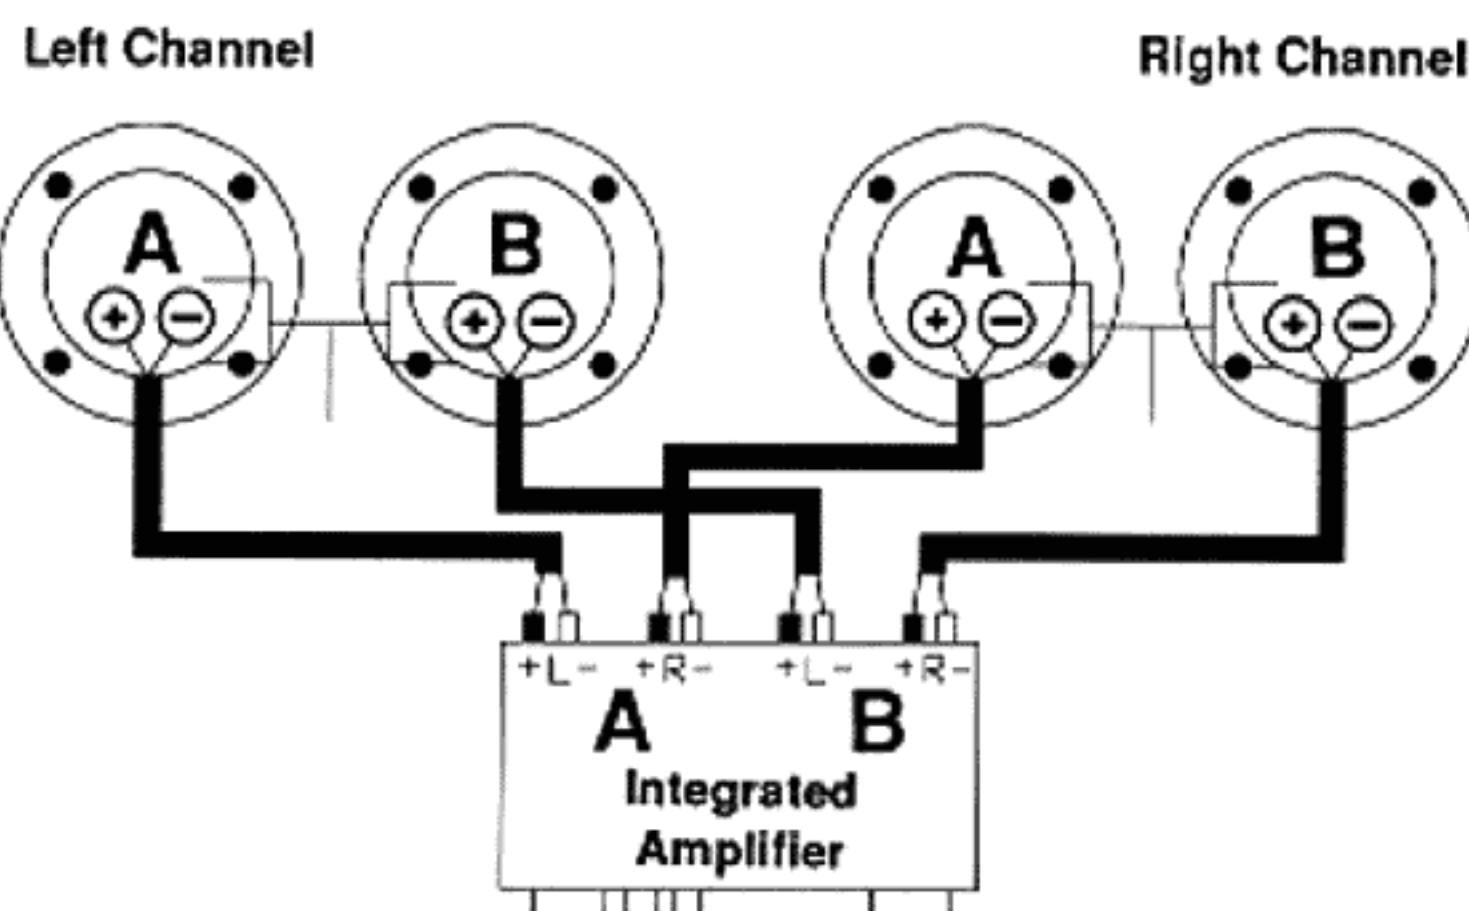 Left Channel
Right Channel
A
B
A
B
+ −
+ −
+ −
+ −
+L−
+R−
+L−
+R−
A
B
Integrated
Amplifier